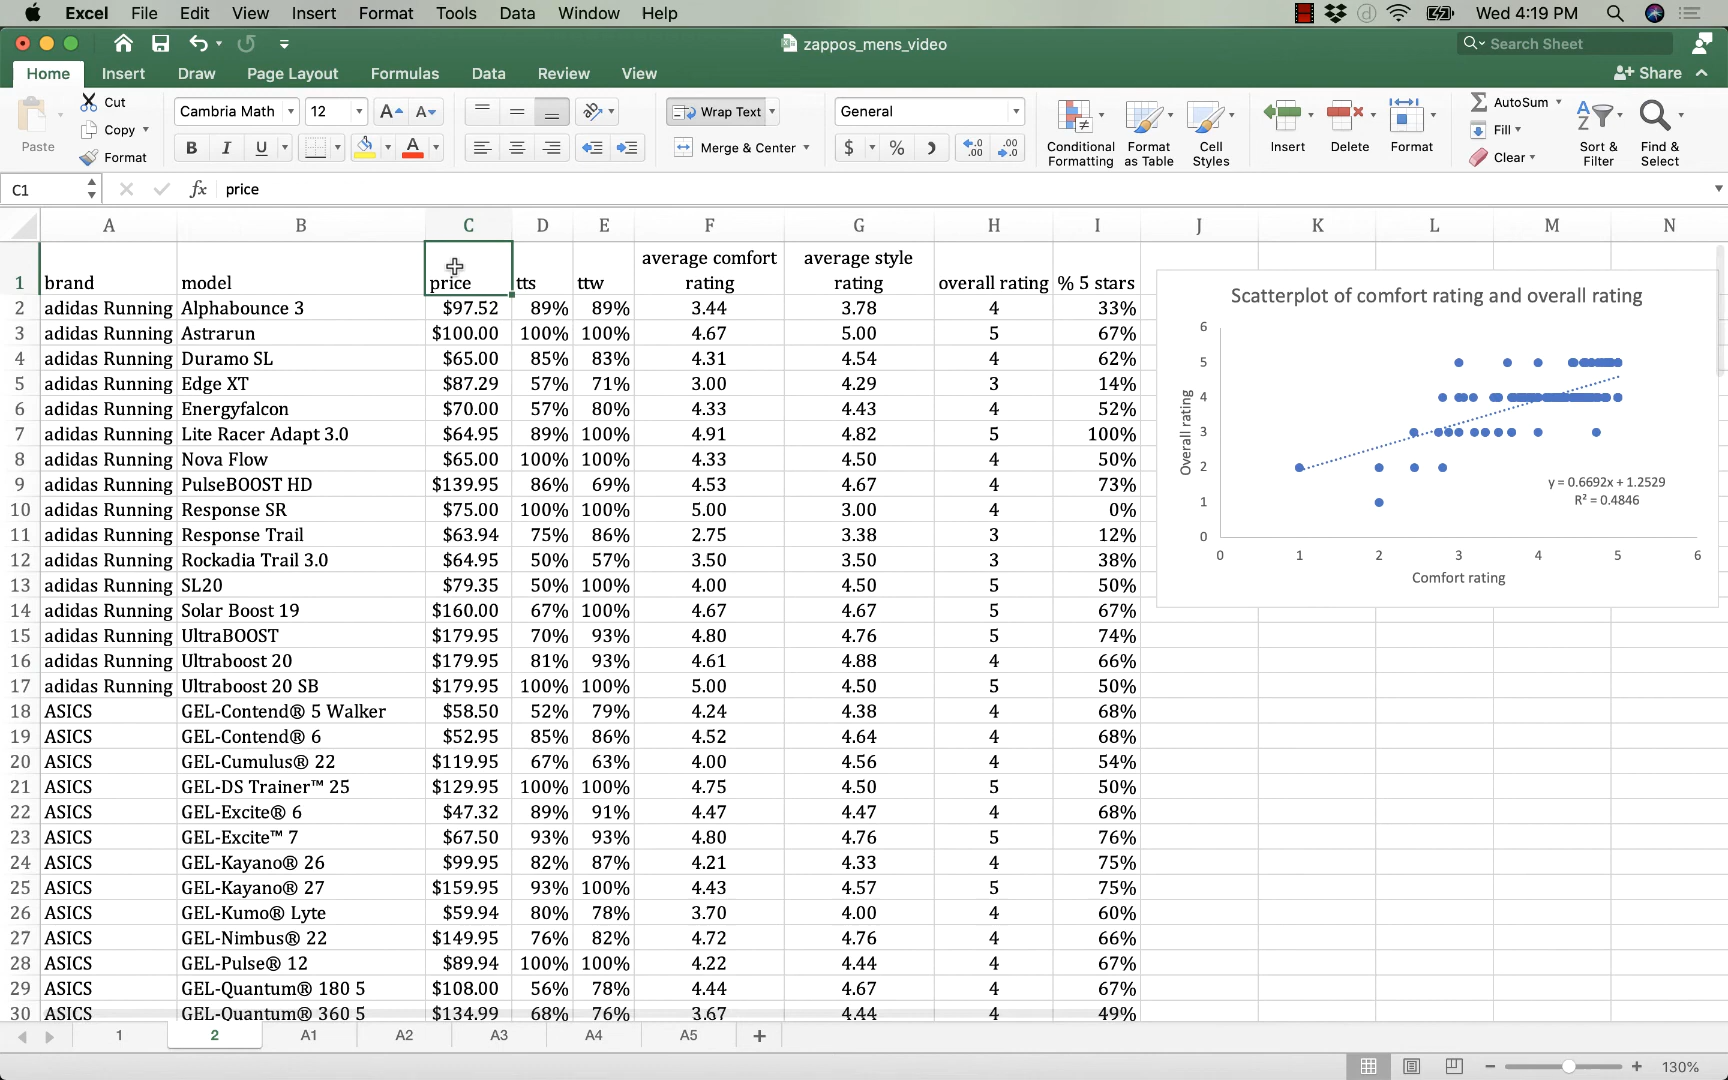 Excel File Edit View Insert Format Tools Data Window Help Wed 4:19 PM
zappos_mens_video Search Sheet
Home Insert Draw Page Layout Formulas Data Review View Share
Paste Cut Copy Format
Cambria Math 12 A A
B I U A
Wrap Text
Merge & Center
General
$ % )
Conditional Formatting
Format as Table
Cell Styles
Insert Delete Format
AutoSum
Fill
Clear
Sort & Filter
Find & Select
C1 fx price
A B C D E F G H I J K L M N
1 brand model price tts ttw average comfort rating average style rating overall rating % 5 stars
2 adidas Running Alphabounce 3 $97.52 89% 89% 3.44 3.78 4 33%
3 adidas Running Astrarun $100.00 100% 100% 4.67 5.00 5 67%
4 adidas Running Duramo SL $65.00 85% 83% 4.31 4.54 4 62%
5 adidas Running Edge XT $87.29 57% 71% 3.00 4.29 3 14%
6 adidas Running Energyfalcon $70.00 57% 80% 4.33 4.43 4 52%
7 adidas Running Lite Racer Adapt 3.0 $64.95 89% 100% 4.91 4.82 5 100%
8 adidas Running Nova Flow $65.00 100% 100% 4.33 4.50 4 50%
9 adidas Running PulseBOOST HD $139.95 86% 69% 4.53 4.67 4 73%
10 adidas Running Response SR $75.00 100% 100% 5.00 3.00 4 0%
11 adidas Running Response Trail $63.94 75% 86% 2.75 3.38 3 12%
12 adidas Running Rockadia Trail 3.0 $64.95 50% 57% 3.50 3.50 3 38%
13 adidas Running SL20 $79.35 50% 100% 4.00 4.50 5 50%
14 adidas Running Solar Boost 19 $160.00 67% 100% 4.67 4.67 5 67%
15 adidas Running UltraBOOST $179.95 70% 93% 4.80 4.76 5 74%
16 adidas Running Ultraboost 20 $179.95 81% 93% 4.61 4.88 4 66%
17 adidas Running Ultraboost 20 SB $179.95 100% 100% 5.00 4.50 5 50%
18 ASICS GEL-Contend® 5 Walker $58.50 52% 79% 4.24 4.38 4 68%
19 ASICS GEL-Contend® 6 $52.95 85% 86% 4.52 4.64 4 68%
20 ASICS GEL-Cumulus® 22 $119.95 67% 63% 4.00 4.56 4 54%
21 ASICS GEL-DS Trainer™ 25 $129.95 100% 100% 4.75 4.50 5 50%
22 ASICS GEL-Excite® 6 $47.32 89% 91% 4.47 4.47 4 68%
23 ASICS GEL-Excite™ 7 $67.50 93% 93% 4.80 4.76 5 76%
24 ASICS GEL-Kayano® 26 $99.95 82% 87% 4.21 4.33 4 75%
25 ASICS GEL-Kayano® 27 $159.95 93% 100% 4.43 4.57 5 75%
26 ASICS GEL-Kumo® Lyte $59.94 80% 78% 3.70 4.00 4 60%
27 ASICS GEL-Nimbus® 22 $149.95 76% 82% 4.72 4.76 4 66%
28 ASICS GEL-Pulse® 12 $89.94 100% 100% 4.22 4.44 4 67%
29 ASICS GEL-Quantum® 180 5 $108.00 56% 78% 4.44 4.67 4 67%
30 ASICS GEL-Quantum® 360 5 $134.99 68% 76% 3.67 4.44 4 49%
Scatterplot of comfort rating and overall rating
6
5
4
3
2
1
0
Overall rating
y = 0.6692x + 1.2529
R² = 0.4846
0 1 2 3 4 5 6
Comfort rating
1 2 A1 A2 A3 A4 A5 +
130%